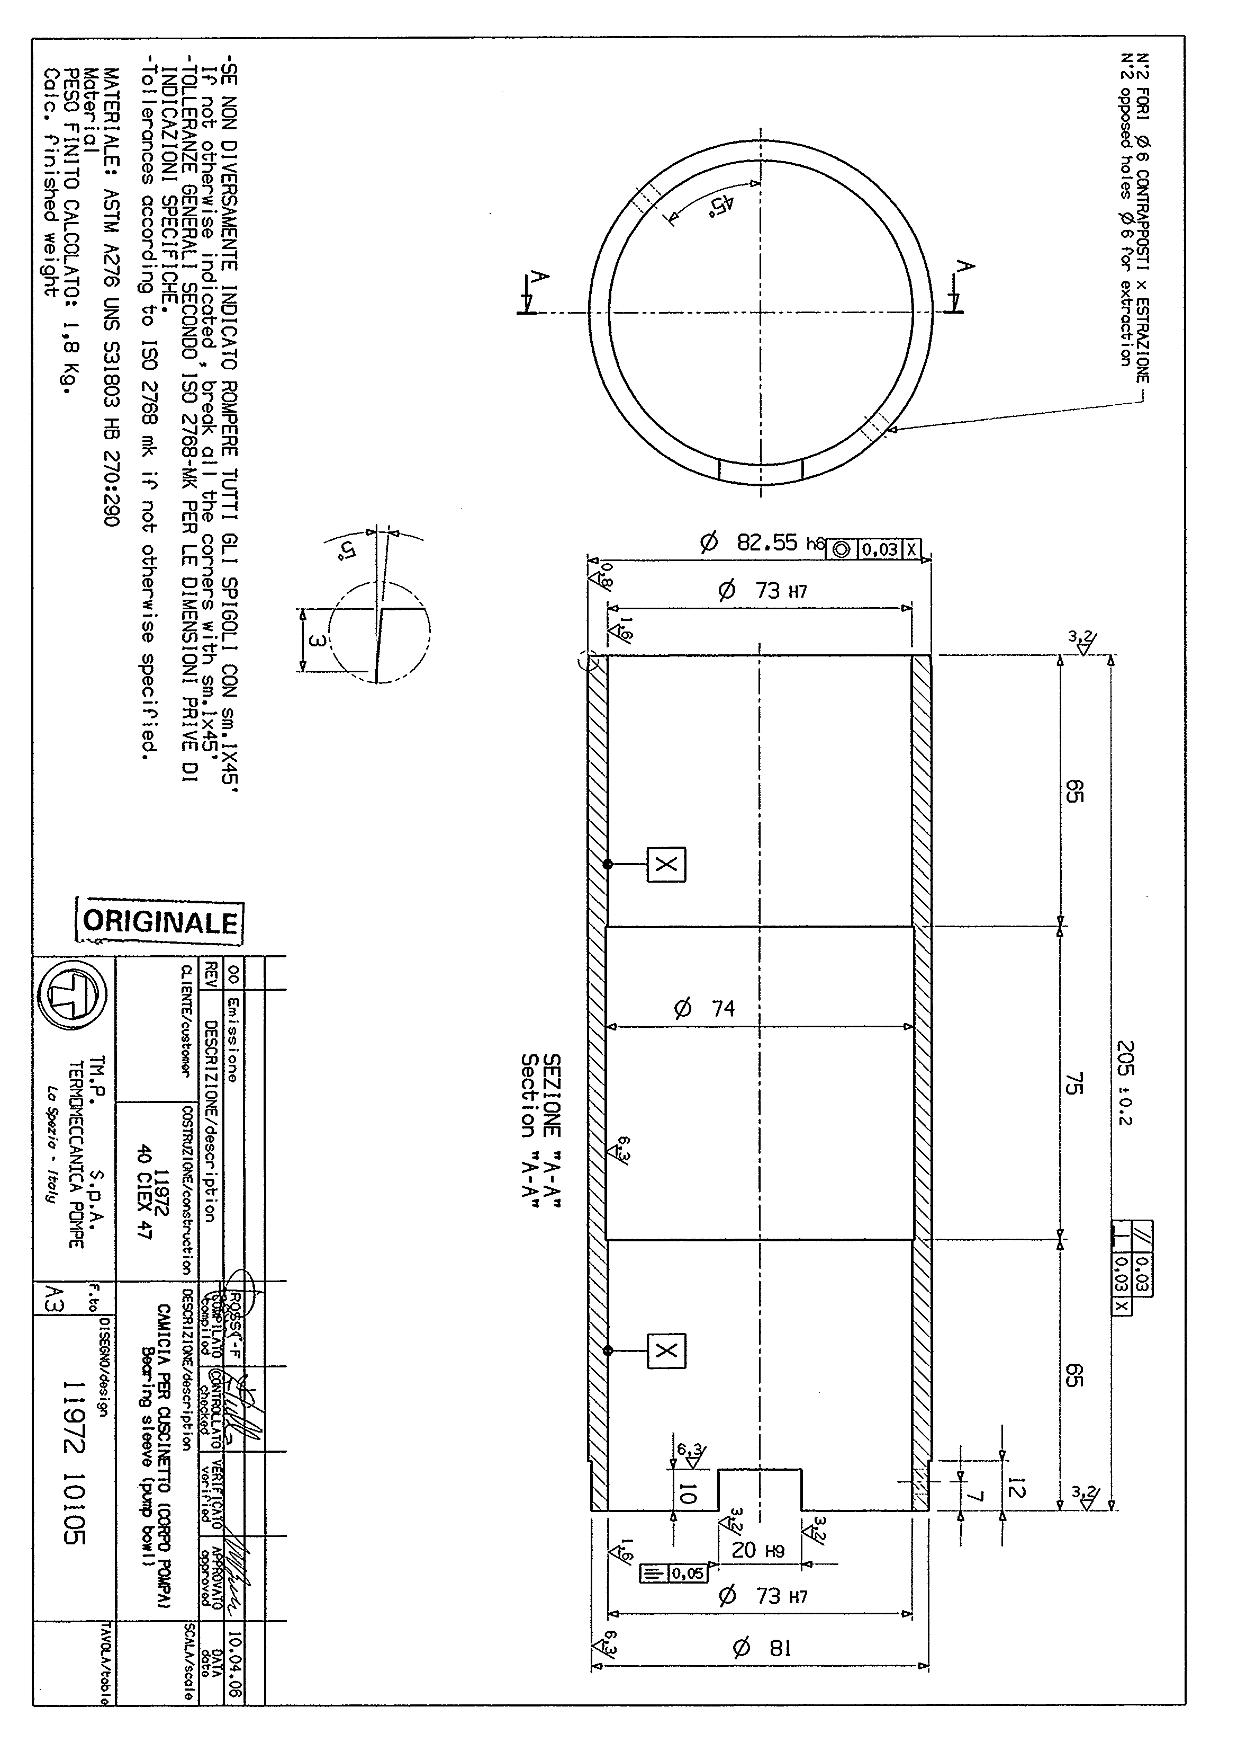 N°2 FORI Ø6 CONTRAPPOSTI x ESTRAZIONE
N°2 opposed holes Ø6 for extraction
A
A
45°
Ø 82.55 h6
◎ 0,03 X
Ø 73 H7
0,8
1,6
3,2
65
75
65
205 ±0.2
// 0,03
⊥ 0,03 X
X
Ø 74
6,3
X
SEZIONE "A-A"
Section "A-A"
5°
3
6,3
10
12
7
3,2
3,2
3,2
1,6
20 H9
0,05
Ø 73 H7
6,3
Ø 81
-SE NON DIVERSAMENTE INDICATO ROMPERE TUTTI GLI SPIGOLI CON sm.1X45°
If not otherwise indicated, break all the corners with sm.1x45°
-TOLLERANZE GENERALI SECONDO ISO 2768-MK PER LE DIMENSIONI PRIVE DI
INDICAZIONI SPECIFICHE.
-Tollerances according to ISO 2768 mk if not otherwise specified.
MATERIALE: ASTM A276 UNS S31803 HB 270:290
Material
PESO FINITO CALCOLATO: 1,8 Kg.
Calc. finished weight
ORIGINALE
00 Emissione ROSSI-F 10.04.06
REV DESCRIZIONE/description COMPILATO compiled CONTROLLATO checked VERIFICATO verified APPROVATO approved DATA date
CLIENTE/customer
COSTRUZIONE/construction
11972
40 CIEX 47
DESCRIZIONE/description
CAMICIA PER CUSCINETTO (CORPO POMPA)
Bearing sleeve (pump bowl)
SCALA/scale
TM.P. S.p.A.
TERMOMECCANICA POMPE
La Spezia - Italy
F.to
A3
DISEGNO/design
11972 10105
TAVOLA/table